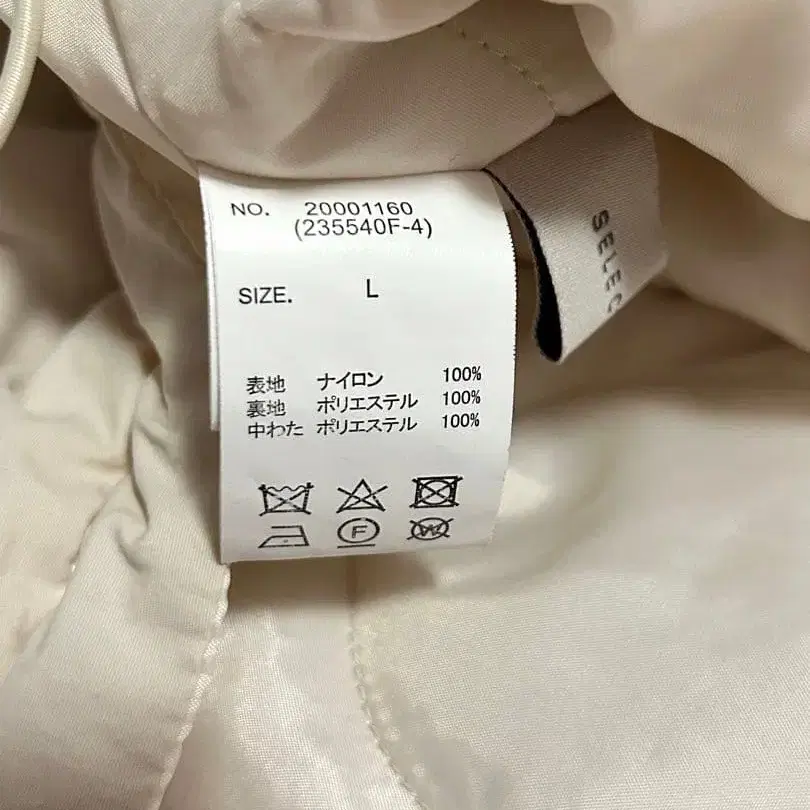 NO. 20001160
(235540F-4)
SIZE. L
表地 ナイロン 100%
裏地 ポリエステル 100%
中わた ポリエステル 100%
F
W
SELEC